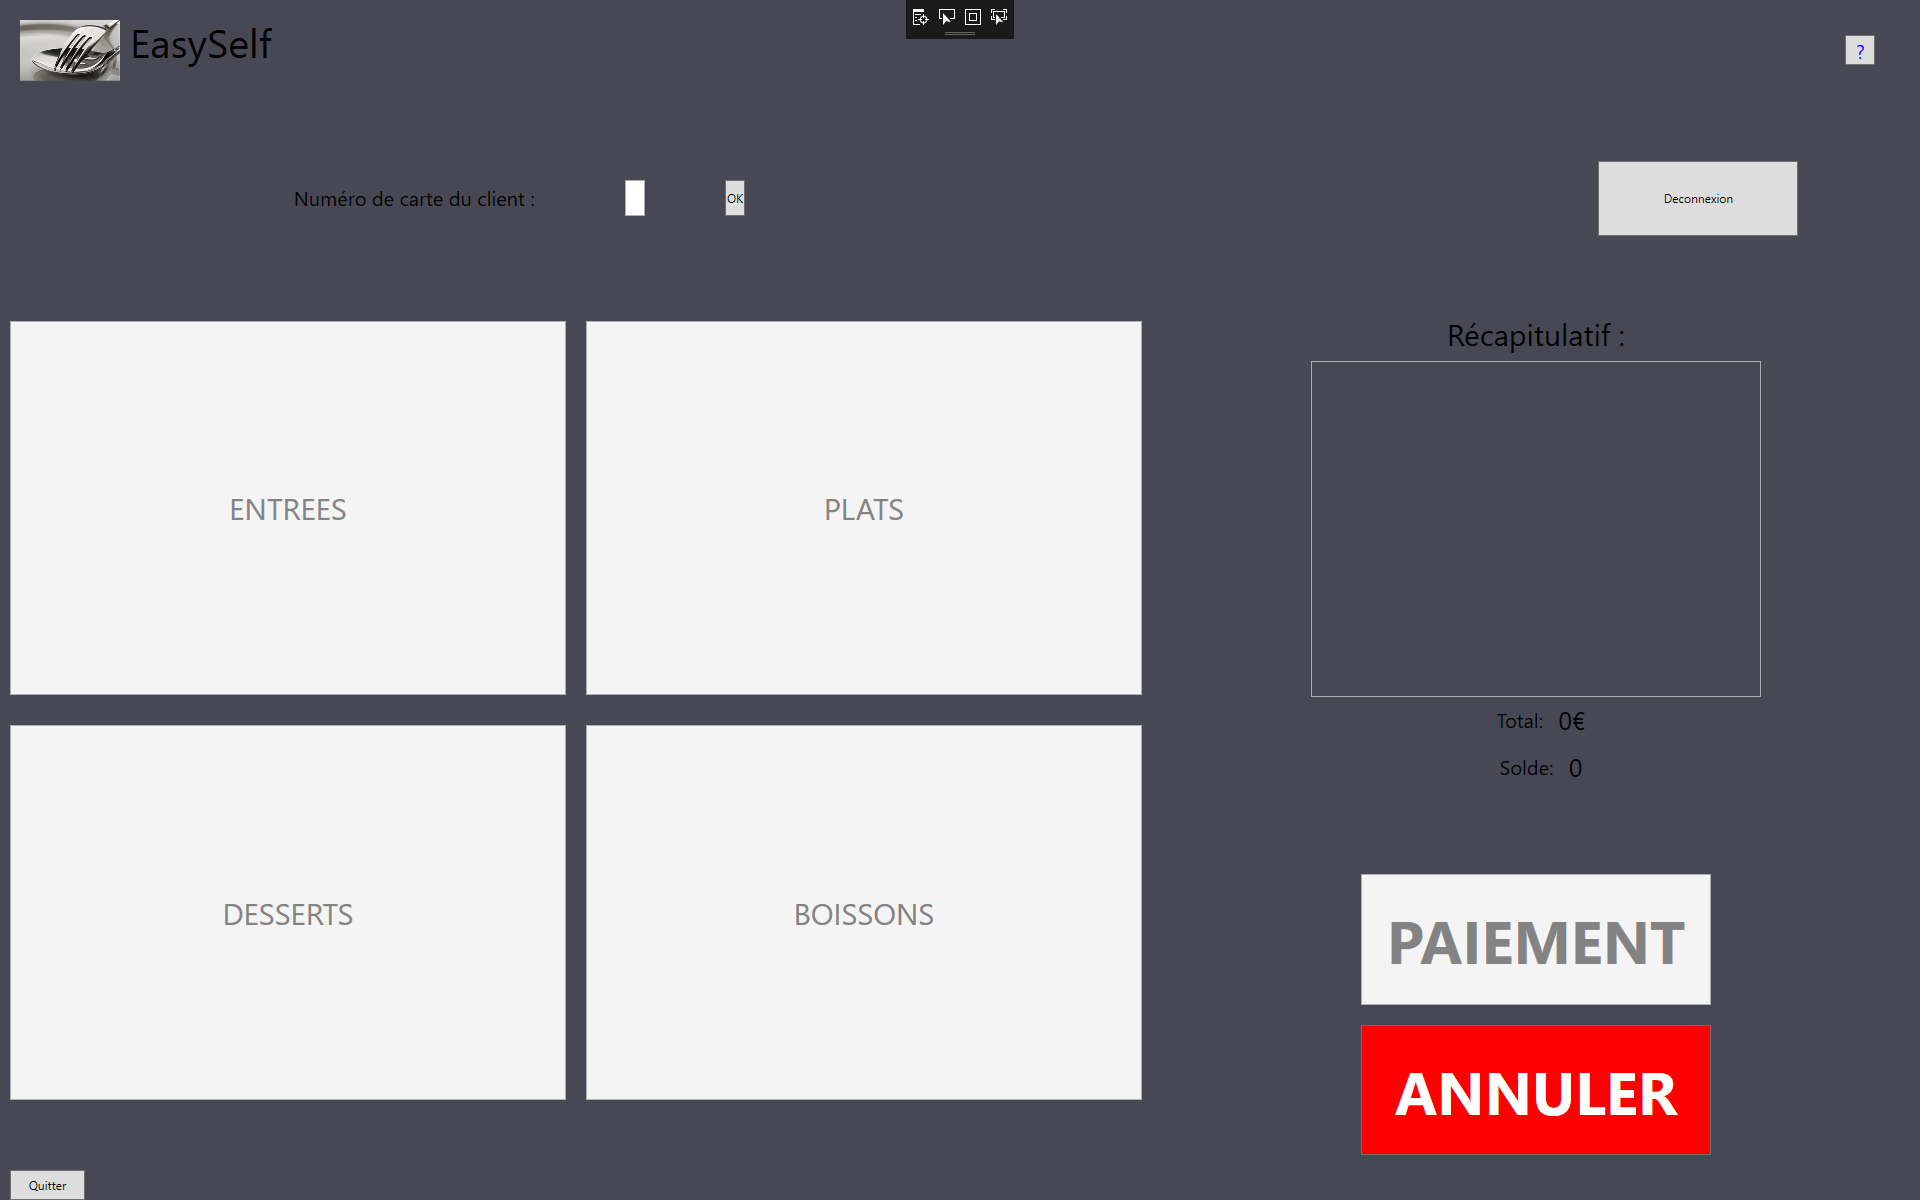 EasySelf
?
Numéro de carte du client :
OK
Deconnexion
ENTREES
PLATS
DESSERTS
BOISSONS
Récapitulatif :
Total: 0€
Solde: 0
PAIEMENT
ANNULER
Quitter